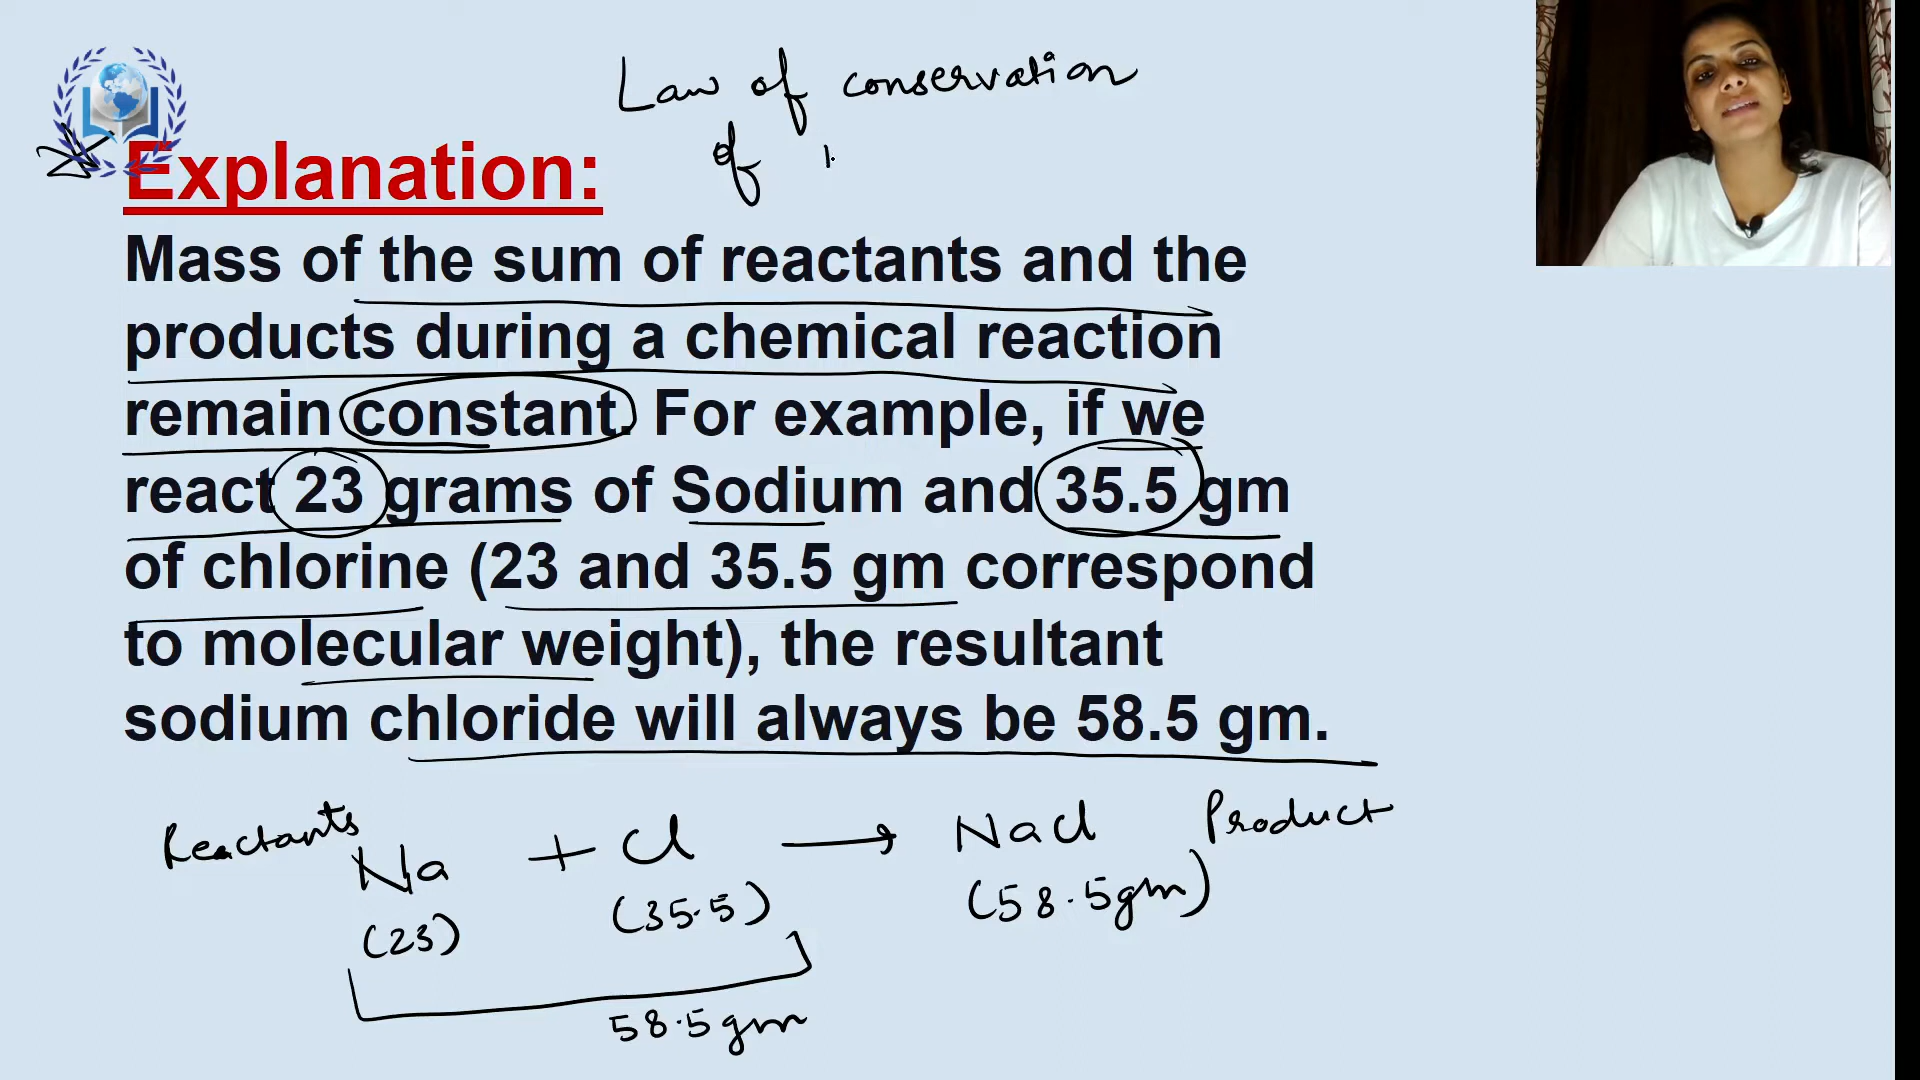 Law of conservation
of
Explanation:
Mass of the sum of reactants and the
products during a chemical reaction
remain constant. For example, if we
react 23 grams of Sodium and 35.5 gm
of chlorine (23 and 35.5 gm correspond
to molecular weight), the resultant
sodium chloride will always be 58.5 gm.
Reactants Na + Cl → NaCl Product
(23) (35.5) (58.5gm)
58.5gm